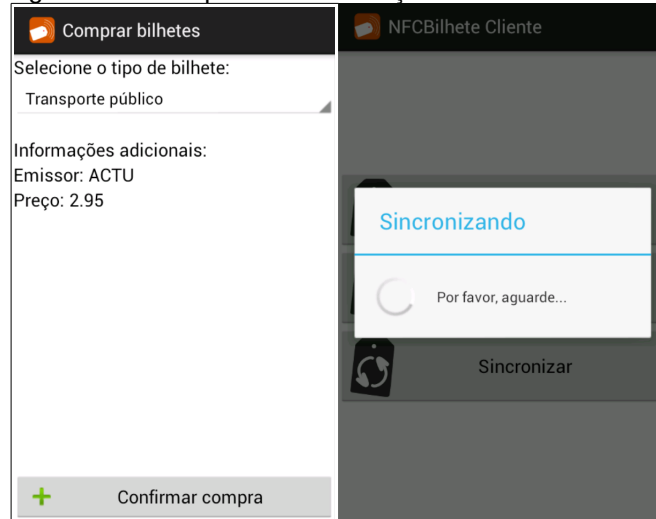 Comprar bilhetes
Selecione o tipo de bilhete:
Transporte público
Informações adicionais:
Emissor: ACTU
Preço: 2.95
Confirmar compra
NFCBilhete Cliente
Sincronizando
Por favor, aguarde...
Sincronizar